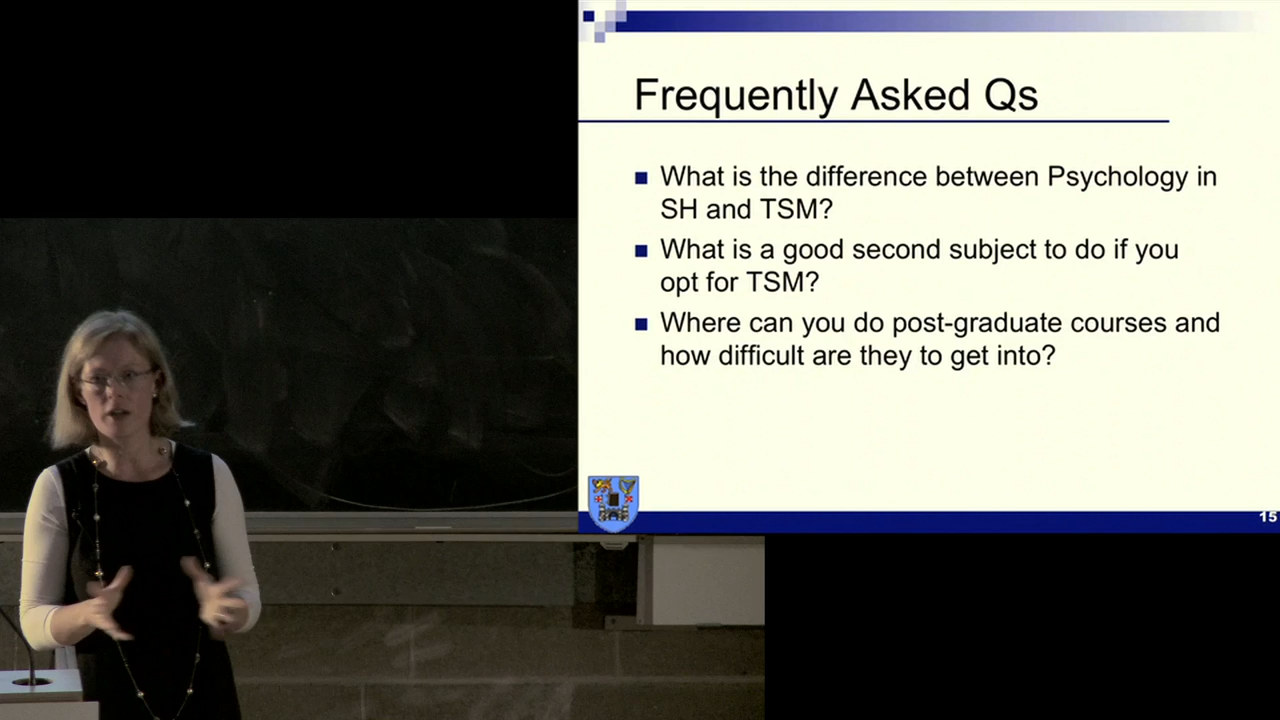 Frequently Asked Qs
What is the difference between Psychology in
SH and TSM?
What is a good second subject to do if you
opt for TSM?
Where can you do post-graduate courses and
how difficult are they to get into?
15